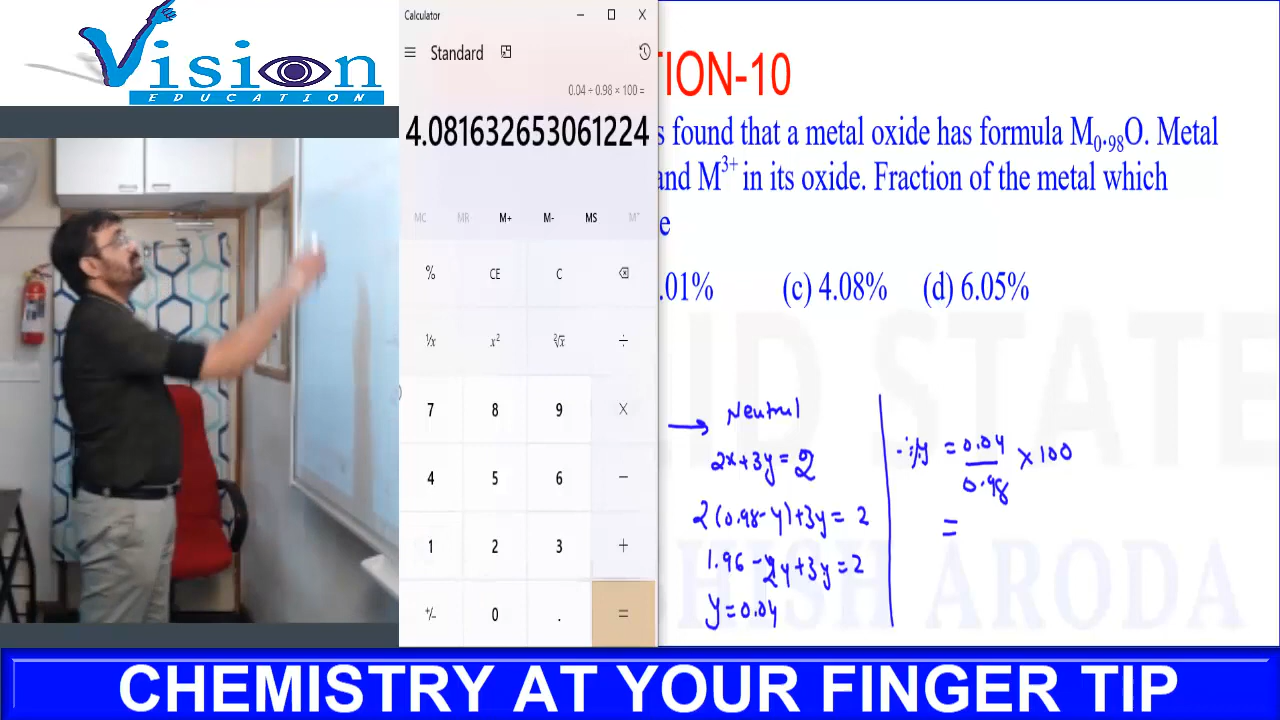 Vision
EDUCATION
Calculator
Standard
0.04 ÷ 0.98 × 100 =
4.081632653061224
MC MR M+ M- MS M˅
% CE C
¹/x x² ²√x ÷
7 8 9 ×
4 5 6 −
1 2 3 +
+/− 0 . =
TION-10
s found that a metal oxide has formula M₀.₉₈O. Metal
and M³⁺ in its oxide. Fraction of the metal which
e
.01% (c) 4.08% (d) 6.05%
→ Neutral
2x+3y=2
2(0.98-y)+3y=2
1.96-2y+3y=2
y=0.04
y = 0.04/0.98 × 100
=
LID STATE
HISH ARODA
CHEMISTRY AT YOUR FINGER TIP